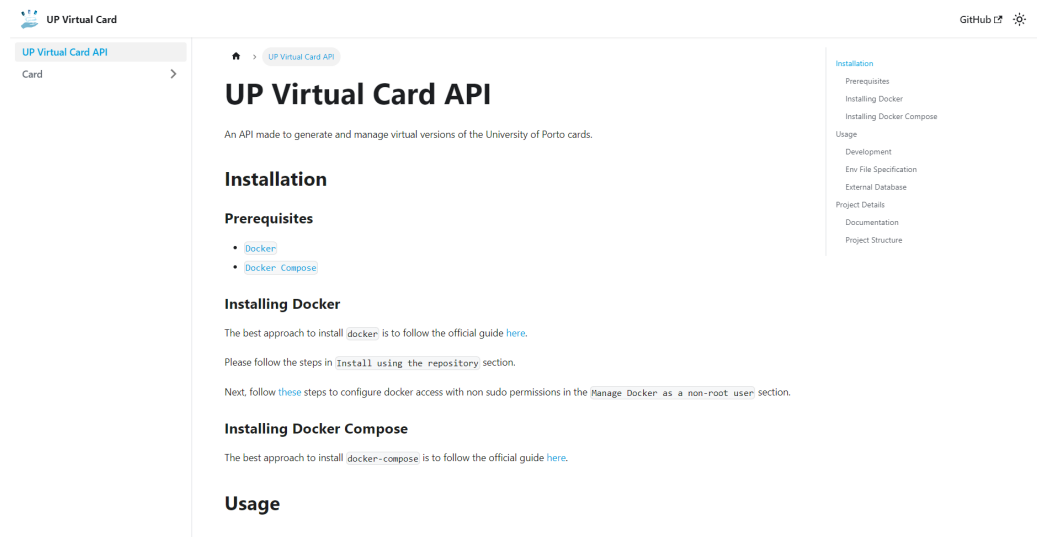 UP Virtual Card
GitHub
UP Virtual Card API
Card
UP Virtual Card API
UP Virtual Card API
An API made to generate and manage virtual versions of the University of Porto cards.
Installation
Prerequisites
Docker
Docker Compose
Installing Docker
The best approach to install docker is to follow the official guide here.
Please follow the steps in Install using the repository section.
Next, follow these steps to configure docker access with non sudo permissions in the Manage Docker as a non-root user section.
Installing Docker Compose
The best approach to install docker-compose is to follow the official guide here.
Usage
Installation
Prerequisites
Installing Docker
Installing Docker Compose
Usage
Development
Env File Specification
External Database
Project Details
Documentation
Project Structure